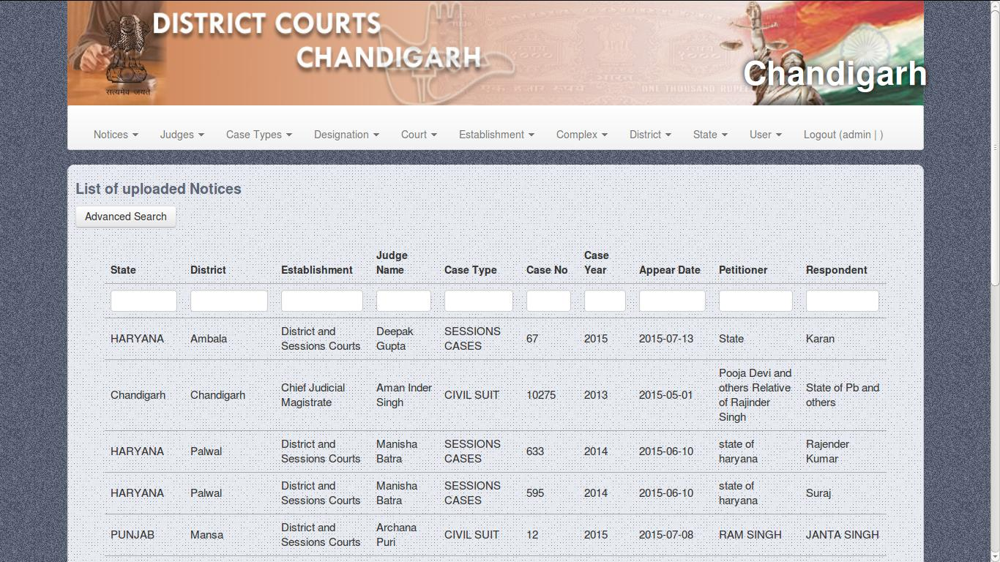 DISTRICT COURTS
CHANDIGARH
Chandigarh
सत्यमेव जयते
एक हजार रुपये
भारत
ONE THOUSAND RUPEE
Notices Judges Case Types Designation Court Establishment Complex District State User Logout (admin | )
List of uploaded Notices
Advanced Search
State District Establishment Judge Name Case Type Case No Case Year Appear Date Petitioner Respondent
HARYANA Ambala District and Sessions Courts Deepak Gupta SESSIONS CASES 67 2015 2015-07-13 State Karan
Chandigarh Chandigarh Chief Judicial Magistrate Aman Inder Singh CIVIL SUIT 10275 2013 2015-05-01 Pooja Devi and others Relative of Rajinder Singh State of Pb and others
HARYANA Palwal District and Sessions Courts Manisha Batra SESSIONS CASES 633 2014 2015-06-10 state of haryana Rajender Kumar
HARYANA Palwal District and Sessions Courts Manisha Batra SESSIONS CASES 595 2014 2015-06-10 state of haryana Suraj
PUNJAB Mansa District and Sessions Courts Archana Puri CIVIL SUIT 12 2015 2015-07-08 RAM SINGH JANTA SINGH